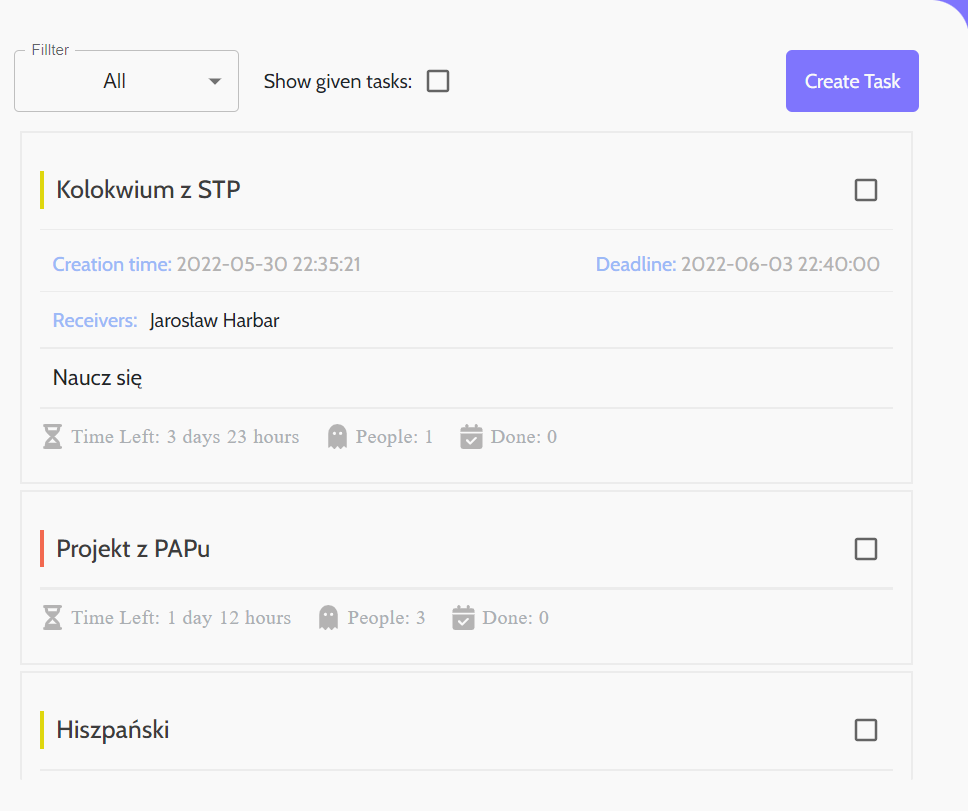 Fillter
All
Show given tasks:
Create Task
Kolokwium z STP
Creation time: 2022-05-30 22:35:21
Deadline: 2022-06-03 22:40:00
Receivers: Jarosław Harbar
Naucz się
Time Left: 3 days 23 hours
People: 1
Done: 0
Projekt z PAPu
Time Left: 1 day 12 hours
People: 3
Done: 0
Hiszpański